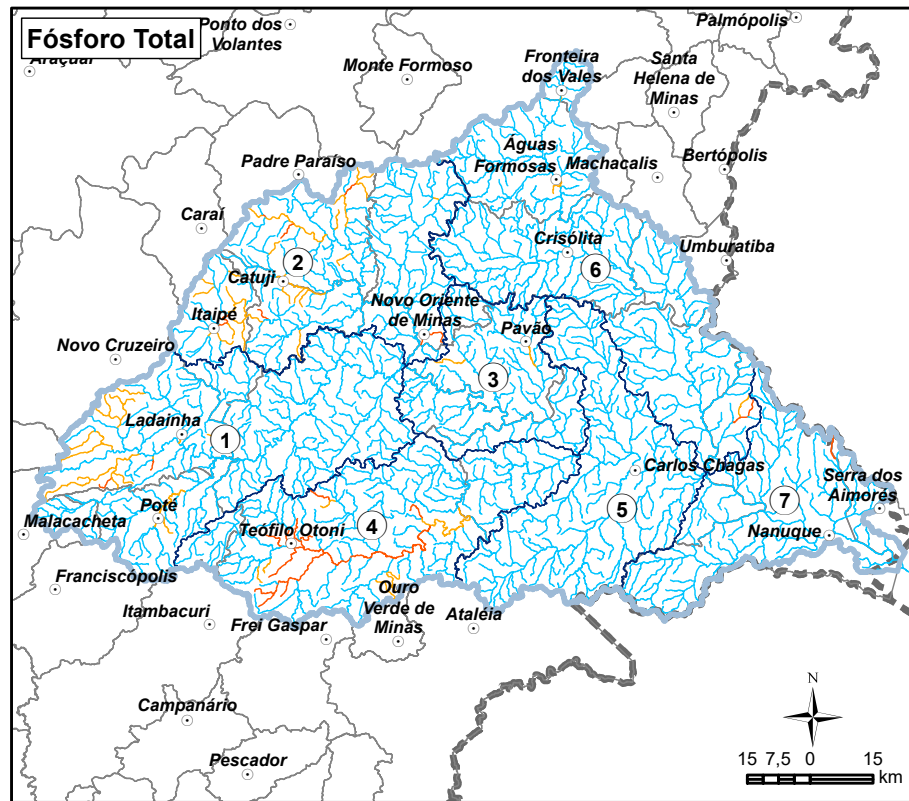 Fósforo Total
Ponto dos
Volantes
Palmópolis
Araçuaí
Monte Formoso
Fronteira
dos Vales
Santa
Helena de
Minas
Águas
Formosas
Machacalis
Bertópolis
Padre Paraíso
Caraí
Crisólita
Umburatiba
2
6
Catuji
Itaipé
Novo Oriente
de Minas
Pavão
Novo Cruzeiro
3
Ladainha
1
Carlos Chagas
Serra dos
Aimorés
Poté
4
5
7
Malacacheta
Teófilo Otoni
Nanuque
Franciscópolis
Itambacuri
Ouro
Verde de
Minas
Frei Gaspar
Ataléia
Campanário
Pescador
N
15 7,5 0 15
km